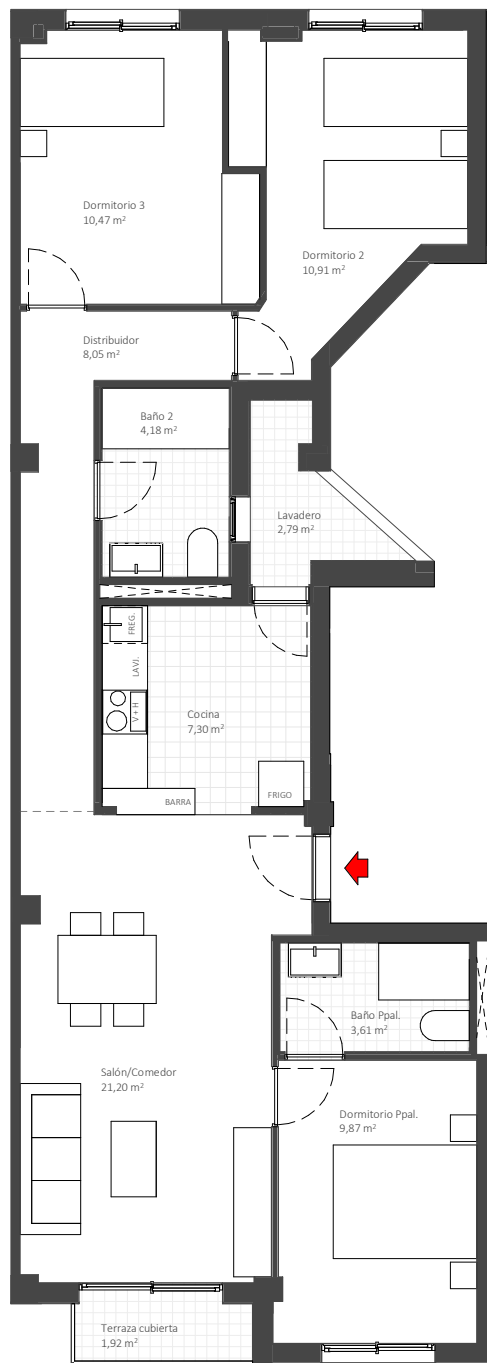 Dormitorio 3
10,47 m²
Dormitorio 2
10,91 m²
Distribuidor
8,05 m²
Baño 2
4,18 m²
Lavadero
2,79 m²
FREG.
LAVJ.
V + H
Cocina
7,30 m²
BARRA
FRIGO
Baño Ppal.
3,61 m²
Salón/Comedor
21,20 m²
Dormitorio Ppal.
9,87 m²
Terraza cubierta
1,92 m²